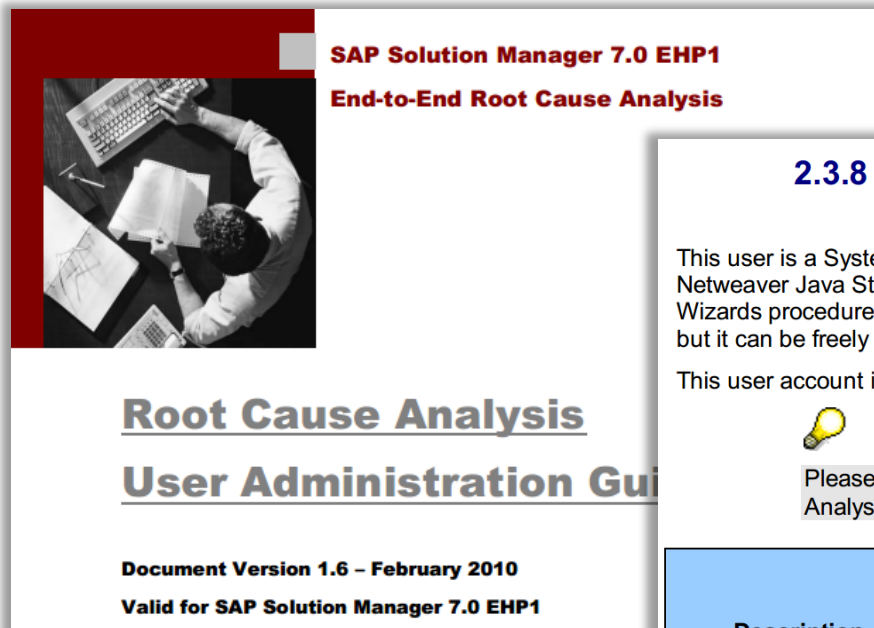 SAP Solution Manager 7.0 EHP1
End-to-End Root Cause Analysis
Root Cause Analysis
User Administration Gui
Document Version 1.6 – February 2010
Valid for SAP Solution Manager 7.0 EHP1
2.3.8
This user is a Syste
Netweaver Java St
Wizards procedure
but it can be freely
This user account i
Please
Analys
Description